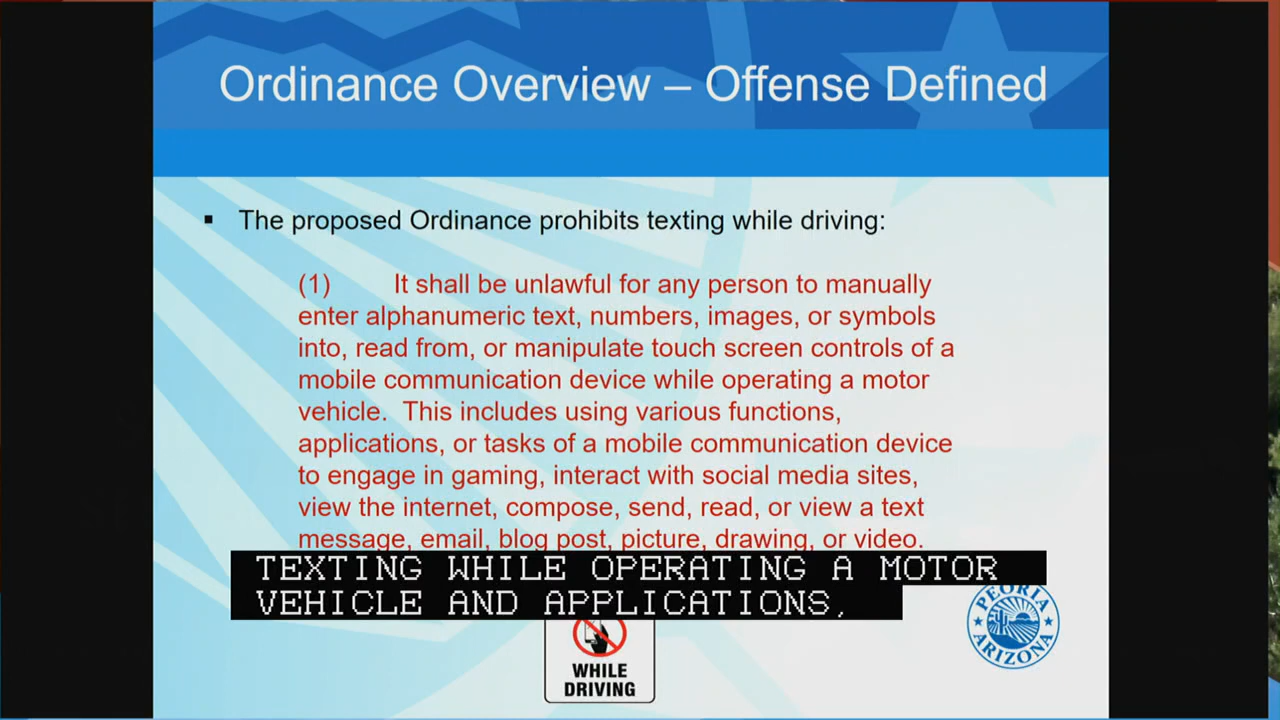 Ordinance Overview – Offense Defined
▪ The proposed Ordinance prohibits texting while driving:
(1) It shall be unlawful for any person to manually
enter alphanumeric text, numbers, images, or symbols
into, read from, or manipulate touch screen controls of a
mobile communication device while operating a motor
vehicle. This includes using various functions,
applications, or tasks of a mobile communication device
to engage in gaming, interact with social media sites,
view the internet, compose, send, read, or view a text
message, email, blog post, picture, drawing, or video.
TEXTING WHILE OPERATING A MOTOR
VEHICLE AND APPLICATIONS,
PEORIA
ARIZONA
WHILE
DRIVING